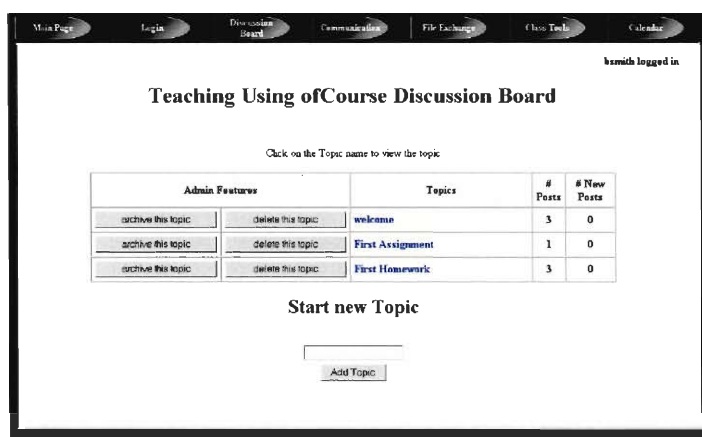 Main Page Login Discussion Board Communication File Exchange Class Tools Calendar
bsmith logged in
Teaching Using ofCourse Discussion Board
Click on the Topic name to view the topic
Admin Features Topics # Posts # New Posts
archive this topic delete this topic welcome 3 0
archive this topic delete this topic First Assignment 1 0
archive this topic delete this topic First Homework 3 0
Start new Topic
Add Topic